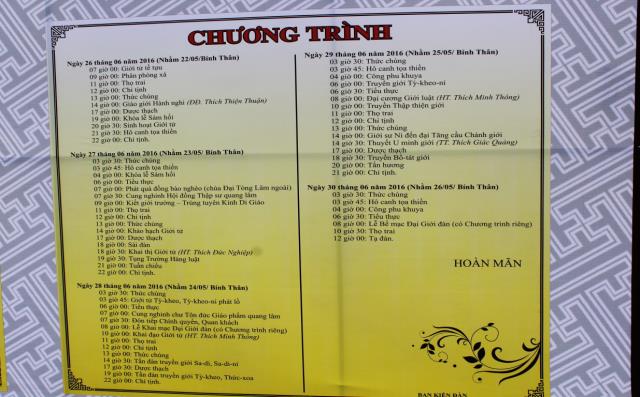 CHƯƠNG TRÌNH
Ngày 26 tháng 06 năm 2016 (Nhằm 22/05/Bính Thân)
07 giờ 00: Giới tử tề tựu
09 giờ 00: Phân phòng xá
11 giờ 00: Thọ trai
12 giờ 00: Chỉ tịnh
13 giờ 00: Thức chúng
14 giờ 00: Giáo giới Hành nghi (ĐĐ. Thích Thiện Thuận)
17 giờ 00: Dược thạch
19 giờ 00: Khóa lễ Sám hối
20 giờ 30: Sinh hoạt Giới tử
21 giờ 30: Hô canh tọa thiền
22 giờ 00: Chỉ tịnh
Ngày 27 tháng 06 năm 2016 (Nhằm 23/05/ Bính Thân)
03 giờ 30: Thức chúng
03 giờ 45: Hô canh tọa thiền
04 giờ 00: Khóa lễ Sám hối
06 giờ 00: Tiểu thực
07 giờ 00: Phát quà đồng bào nghèo (chùa Đại Tòng Lâm ngoài)
07 giờ 30: Cung nghinh Hội đồng Thập sư quang lâm
09 giờ 00: Kiết giới trường – Trùng tuyên Kinh Di Giáo
11 giờ 00: Thọ trai
12 giờ 00: Chỉ tịnh
13 giờ 00: Thức chúng
14 giờ 00: Khảo hạch Giới tử
17 giờ 00: Dược thạch
18 giờ 00: Sái đàn
18 giờ 30: Khai thị Giới tử (HT. Thích Đức Nghiệp)
19 giờ 30: Tụng Trường Hàng luật
21 giờ 00: Tuần chiếu
22 giờ 00: Chỉ tịnh.
Ngày 28 tháng 06 năm 2016 (Nhằm 24/05/ Bính Thân)
03 giờ 30: Thức chúng
03 giờ 45: Giới tử Tỳ-kheo, Tỳ-kheo-ni phát lồ
06 giờ 00: Tiểu thực
07 giờ 00: Cung nghinh chư Tôn đức Giáo phẩm quang lâm
07 giờ 30: Đón tiếp Chính quyền, Quan khách
08 giờ 00: Lễ Khai mạc Đại Giới đàn (có Chương trình riêng)
10 giờ 00: Khai đạo Giới tử (HT. Thích Minh Thông)
11 giờ 00: Thọ trai
12 giờ 00: Chỉ tịnh
13 giờ 00: Thức chúng
14 giờ 30: Tấn đàn truyền giới Sa-di, Sa-di-ni
17 giờ 30: Dược thạch
19 giờ 00: Tấn đàn truyền giới Tỳ-kheo, Thức-xoa
22 giờ 00: Chỉ tịnh.
Ngày 29 tháng 06 năm 2016 (Nhằm 25/05/ Bính Thân)
03 giờ 30: Thức chúng
03 giờ 45: Hô canh tọa thiền
04 giờ 00: Công phu khuya
06 giờ 00: Truyền giới Tỳ-kheo-ni
06 giờ 30: Tiểu thực
08 giờ 00: Đại cương Giới luật (HT. Thích Minh Thông)
10 giờ 00: Truyền Thập thiện giới
11 giờ 00: Thọ trai
12 giờ 00: Chỉ tịnh
13 giờ 00: Thức chúng
14 giờ 00: Giới sư Ni đến đại Tăng cầu Chánh giới
14 giờ 30: Thuyết U minh giới (TT. Thích Giác Quảng)
17 giờ 00: Dược thạch
18 giờ 30: Truyền Bồ-tát giới
20 giờ 00: Tấn hương
21 giờ 00: Chỉ tịnh.
Ngày 30 tháng 06 năm 2016 (Nhằm 26/05/ Bính Thân)
03 giờ 30: Thức chúng
03 giờ 45: Hô canh tọa thiền
04 giờ 00: Công phu khuya
06 giờ 30: Tiểu thực
08 giờ 00: Lễ Bế mạc Đại Giới đàn (có Chương trình riêng)
10 giờ 30: Thọ trai
12 giờ 00: Tạ đàn.
HOÀN MÃN
BAN KIẾN ĐÀN